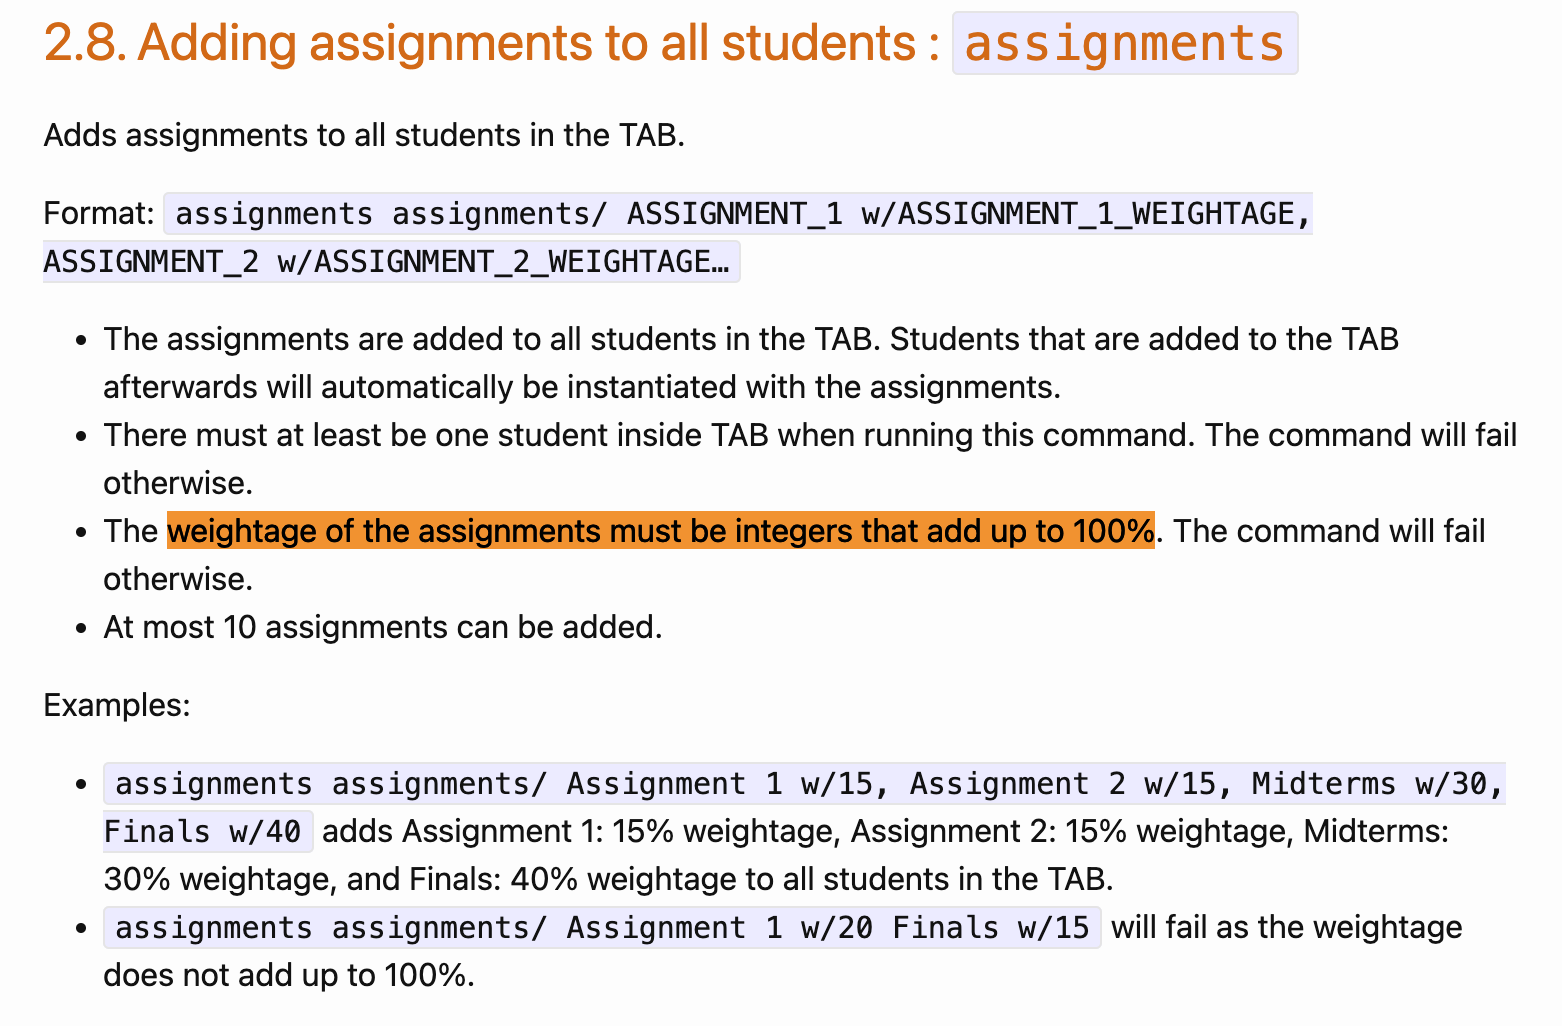 2.8. Adding assignments to all students : assignments
Adds assignments to all students in the TAB.
Format: assignments assignments/ ASSIGNMENT_1 w/ASSIGNMENT_1_WEIGHTAGE,
ASSIGNMENT_2 w/ASSIGNMENT_2_WEIGHTAGE…
• The assignments are added to all students in the TAB. Students that are added to the TAB
afterwards will automatically be instantiated with the assignments.
• There must at least be one student inside TAB when running this command. The command will fail
otherwise.
• The weightage of the assignments must be integers that add up to 100%. The command will fail
otherwise.
• At most 10 assignments can be added.
Examples:
• assignments assignments/ Assignment 1 w/15, Assignment 2 w/15, Midterms w/30,
Finals w/40 adds Assignment 1: 15% weightage, Assignment 2: 15% weightage, Midterms:
30% weightage, and Finals: 40% weightage to all students in the TAB.
• assignments assignments/ Assignment 1 w/20 Finals w/15 will fail as the weightage
does not add up to 100%.